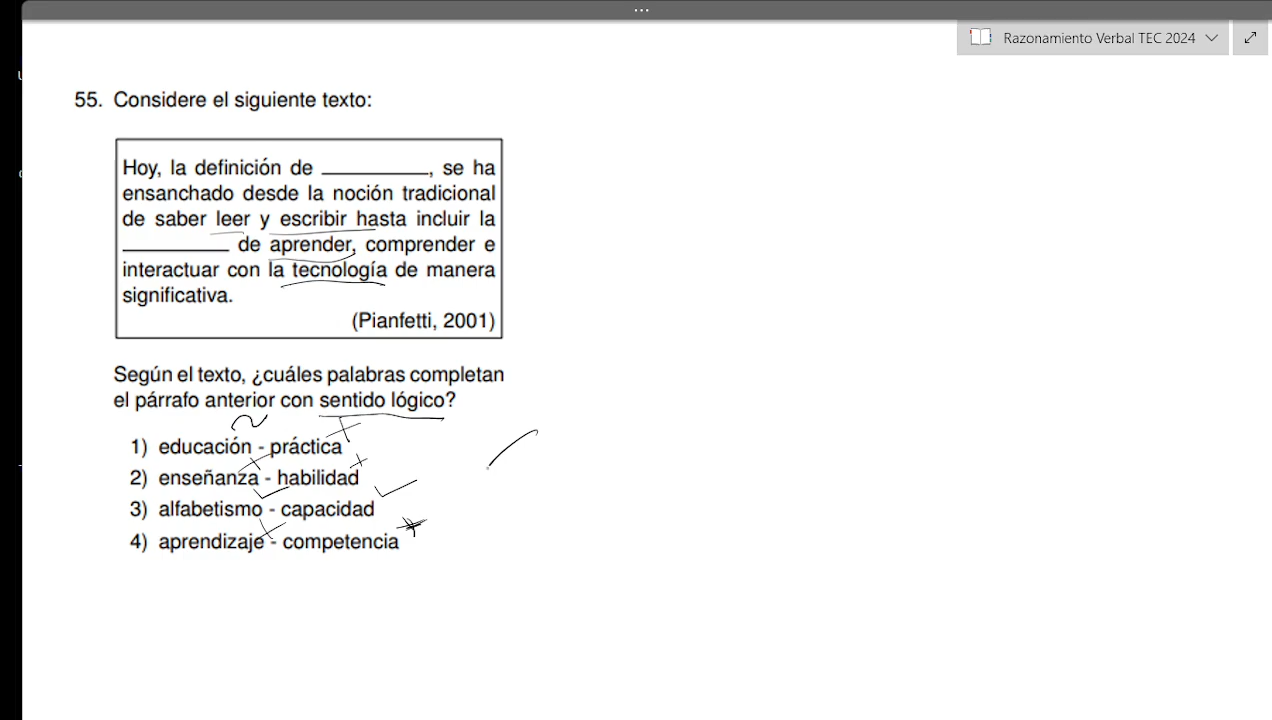 ...
Razonamiento Verbal TEC 2024
55. Considere el siguiente texto:
Hoy, la definición de __________, se ha
ensanchado desde la noción tradicional
de saber leer y escribir hasta incluir la
__________ de aprender, comprender e
interactuar con la tecnología de manera
significativa.
(Pianfetti, 2001)
Según el texto, ¿cuáles palabras completan
el párrafo anterior con sentido lógico?
1) educación - práctica
2) enseñanza - habilidad
3) alfabetismo - capacidad
4) aprendizaje - competencia